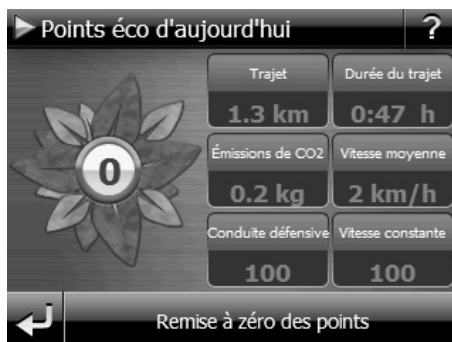 Points éco d'aujourd'hui ?
Trajet Durée du trajet
1.3 km 0:47 h
Émissions de CO2 Vitesse moyenne
0
0.2 kg 2 km/h
Conduite défensive Vitesse constante
100 100
Remise à zéro des points